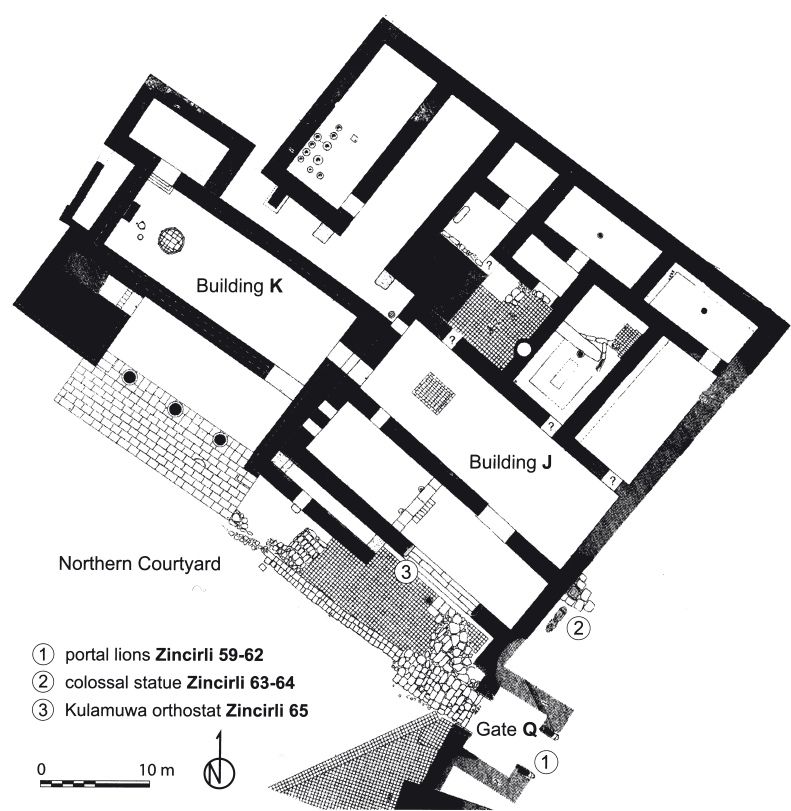 Building K
?
?
?
?
Building J
Northern Courtyard
3
2
1 portal lions Zincirli 59-62
2 colossal statue Zincirli 63-64
3 Kulamuwa orthostat Zincirli 65
Gate Q
1
N
0 10 m